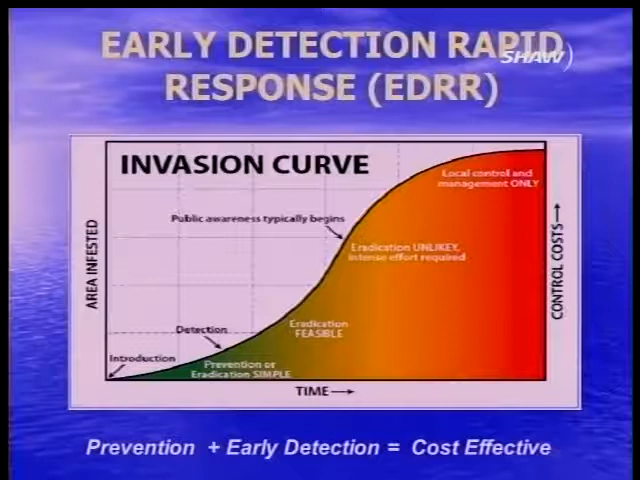 EARLY DETECTION RAPID
RESPONSE (EDRR)
SHAW)
INVASION CURVE
Local control and
management ONLY
Public awareness typically begins
Eradication UNLIKELY,
intense effort required
AREA INFESTED
CONTROL COSTS
Detection
Eradication
FEASIBLE
Introduction
Prevention or
Eradication SIMPLE
TIME
Prevention + Early Detection = Cost Effective